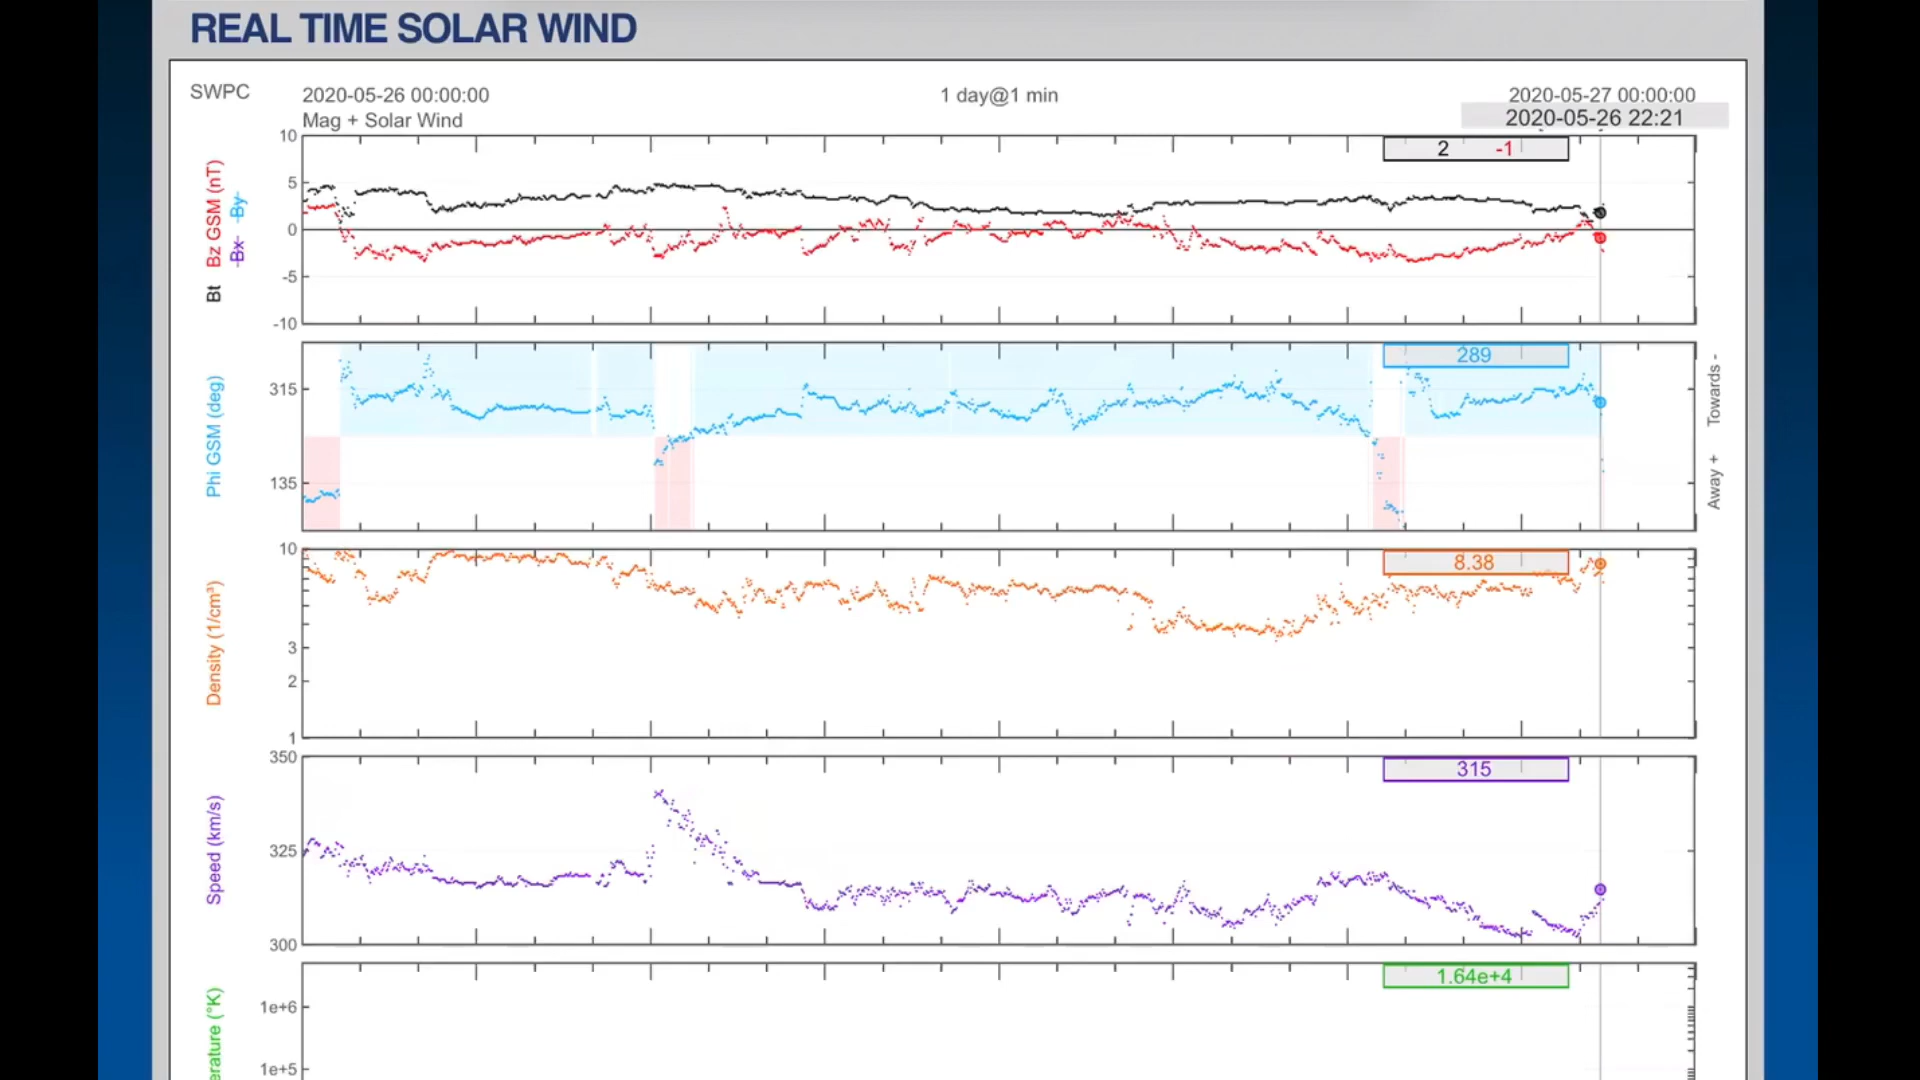 REAL TIME SOLAR WIND
SWPC
2020-05-26 00:00:00
1 day@1 min
2020-05-27 00:00:00
2020-05-26 22:21
Mag + Solar Wind
Bt Bz GSM (nT)
Bx By
10
5
0
-5
-10
2 -1
Phi GSM (deg)
315
135
289
Towards -
Away +
Density (1/cm³)
10
3
2
1
8.38
Speed (km/s)
350
325
300
315
erature (°K)
1e+6
1e+5
1.64e+4